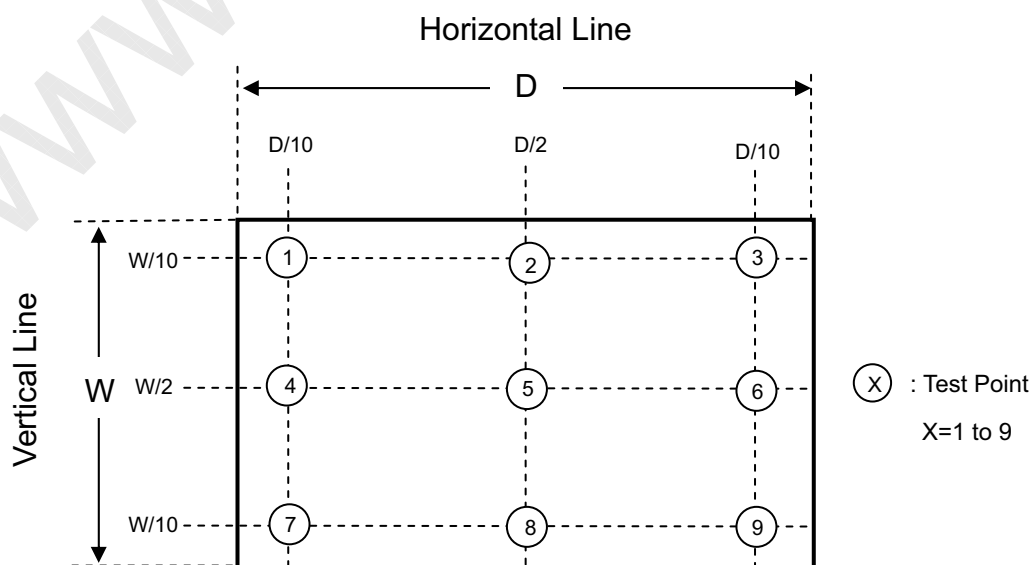 Horizontal Line
D
D/10 D/2 D/10
W/10 1 2 3
Vertical Line
W W/2 4 5 6
X : Test Point
X=1 to 9
W/10 7 8 9